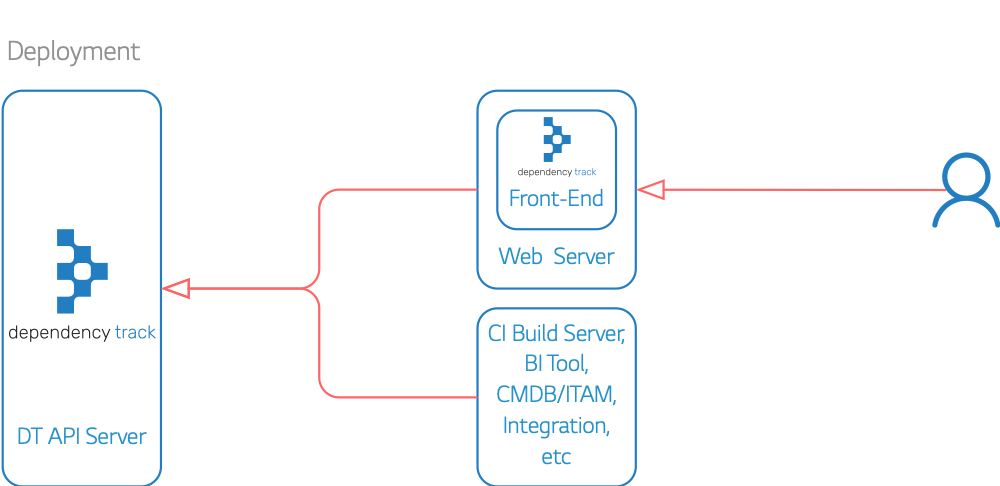 Deployment
dependency track
DT API Server
dependency track
Front-End
Web Server
CI Build Server,
BI Tool,
CMDB/ITAM,
Integration,
etc